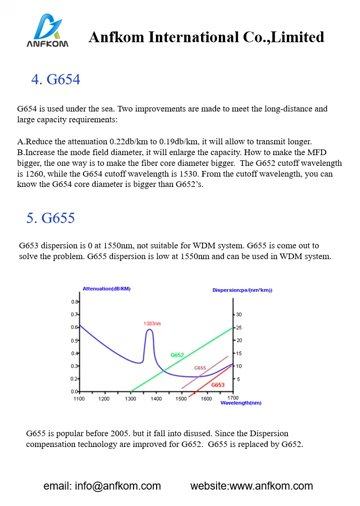 ANFKOM
Anfkom International Co.,Limited
4. G654
G654 is used under the sea. Two improvements are made to meet the long-distance and
large capacity requirements:
A.Reduce the attenuation 0.22db/km to 0.19db/km, it will allow to transmit longer.
B.Increase the mode field diameter, it will enlarge the capacity. How to make the MFD
bigger, the one way is to make the fiber core diameter bigger. The G652 cutoff wavelength
is 1260, while the G654 cutoff wavelength is 1530. From the cutoff wavelength, you can
know the G654 core diameter is bigger than G652’s.
5. G655
G653 dispersion is 0 at 1550nm, not suitable for WDM system. G655 is come out to
solve the problem. G655 dispersion is low at 1550nm and can be used in WDM system.
Attenuation(dB/KM)
Dispersion(ps/(nm*km))
0.8
0.7
0.6
0.5
0.4
0.3
0.2
0.1
0.0
1383nm
G652
G655
G653
30
25
20
15
10
5
1100 1200 1300 1400 1500 1600 1700
Wavelength(nm)
G655 is popular before 2005. but it fall into disused. Since the Dispersion
compensation technology are improved for G652. G655 is replaced by G652.
email: info@anfkom.com website:www.anfkom.com